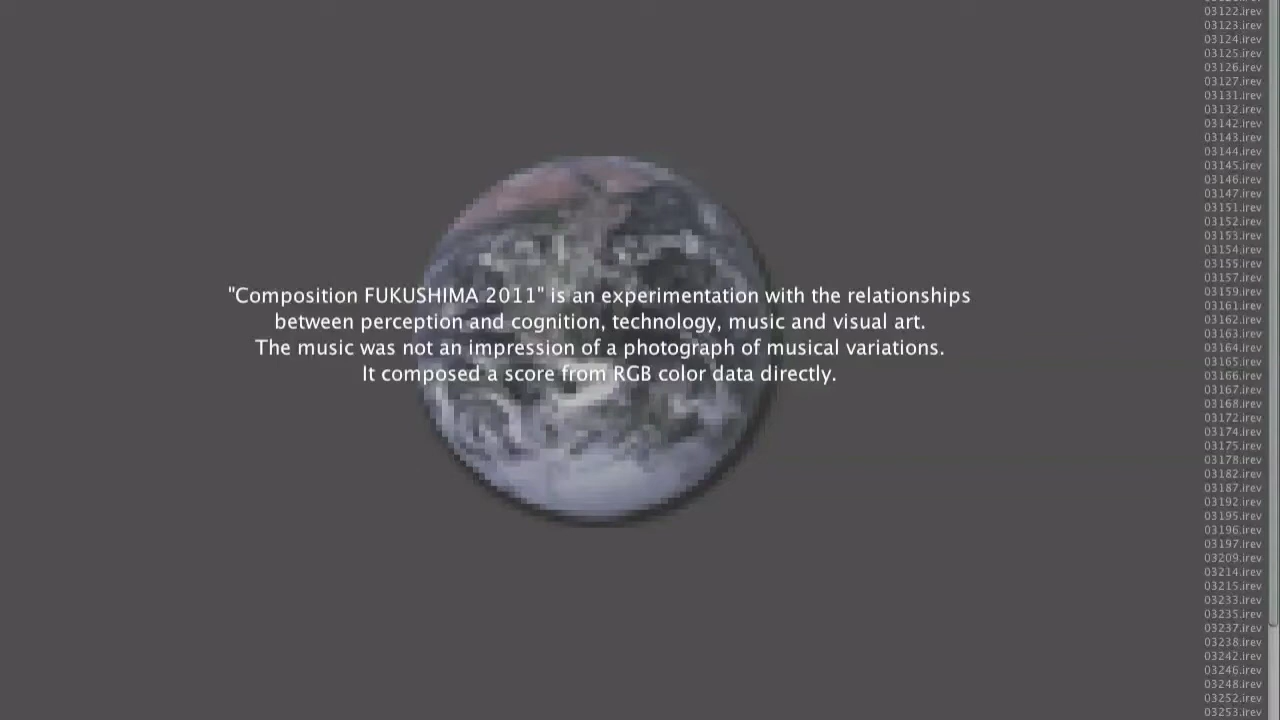 "Composition FUKUSHIMA 2011" is an experimentation with the relationships
between perception and cognition, technology, music and visual art.
The music was not an impression of a photograph of musical variations.
It composed a score from RGB color data directly.
03122.irev
03123.irev
03124.irev
03125.irev
03126.irev
03127.irev
03131.irev
03132.irev
03142.irev
03143.irev
03144.irev
03145.irev
03146.irev
03147.irev
03151.irev
03152.irev
03153.irev
03154.irev
03155.irev
03157.irev
03159.irev
03161.irev
03162.irev
03163.irev
03164.irev
03165.irev
03166.irev
03167.irev
03168.irev
03172.irev
03174.irev
03175.irev
03178.irev
03182.irev
03187.irev
03192.irev
03195.irev
03196.irev
03197.irev
03209.irev
03214.irev
03215.irev
03233.irev
03235.irev
03237.irev
03238.irev
03242.irev
03246.irev
03248.irev
03252.irev
03253.irev